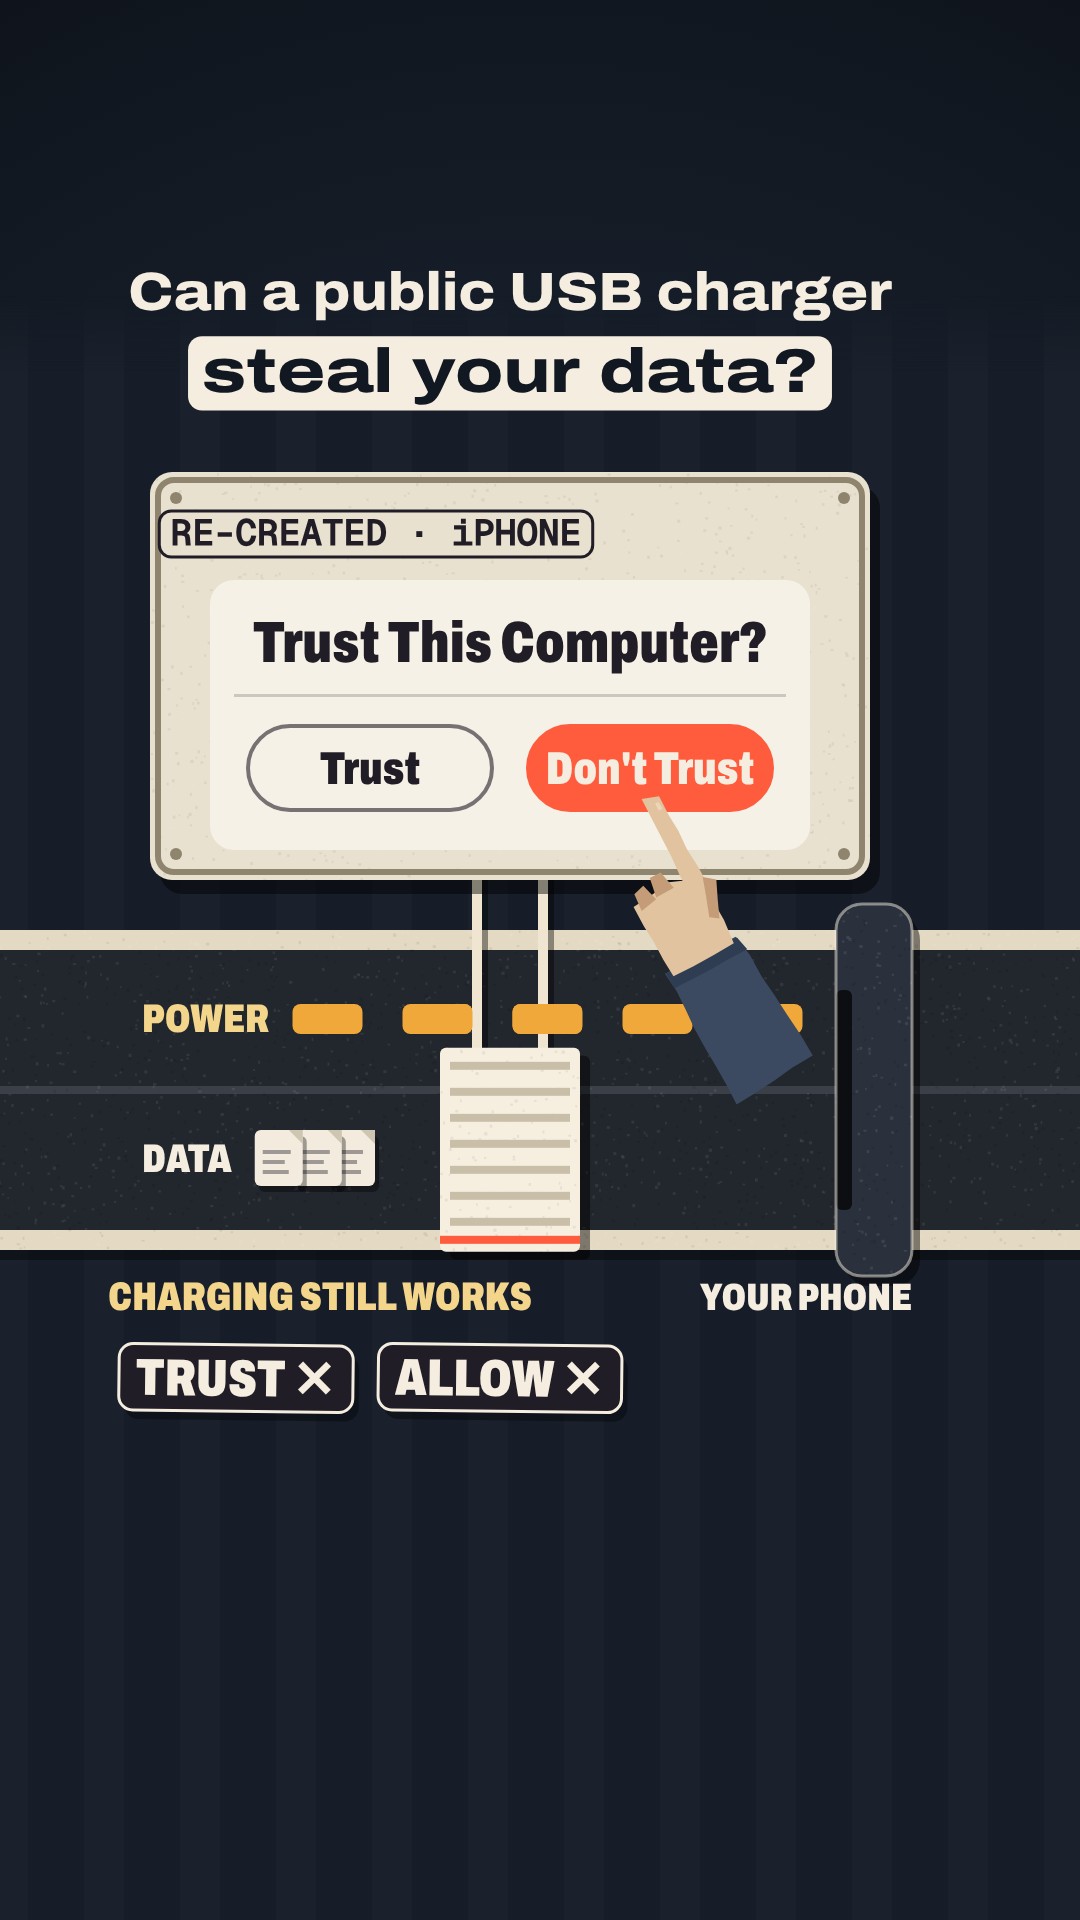 Can a public USB charger
steal your data?
RE-CREATED · iPHONE
Trust This Computer?
Trust
Don't Trust
POWER
DATA
CHARGING STILL WORKS
YOUR PHONE
TRUST ✕
ALLOW ✕